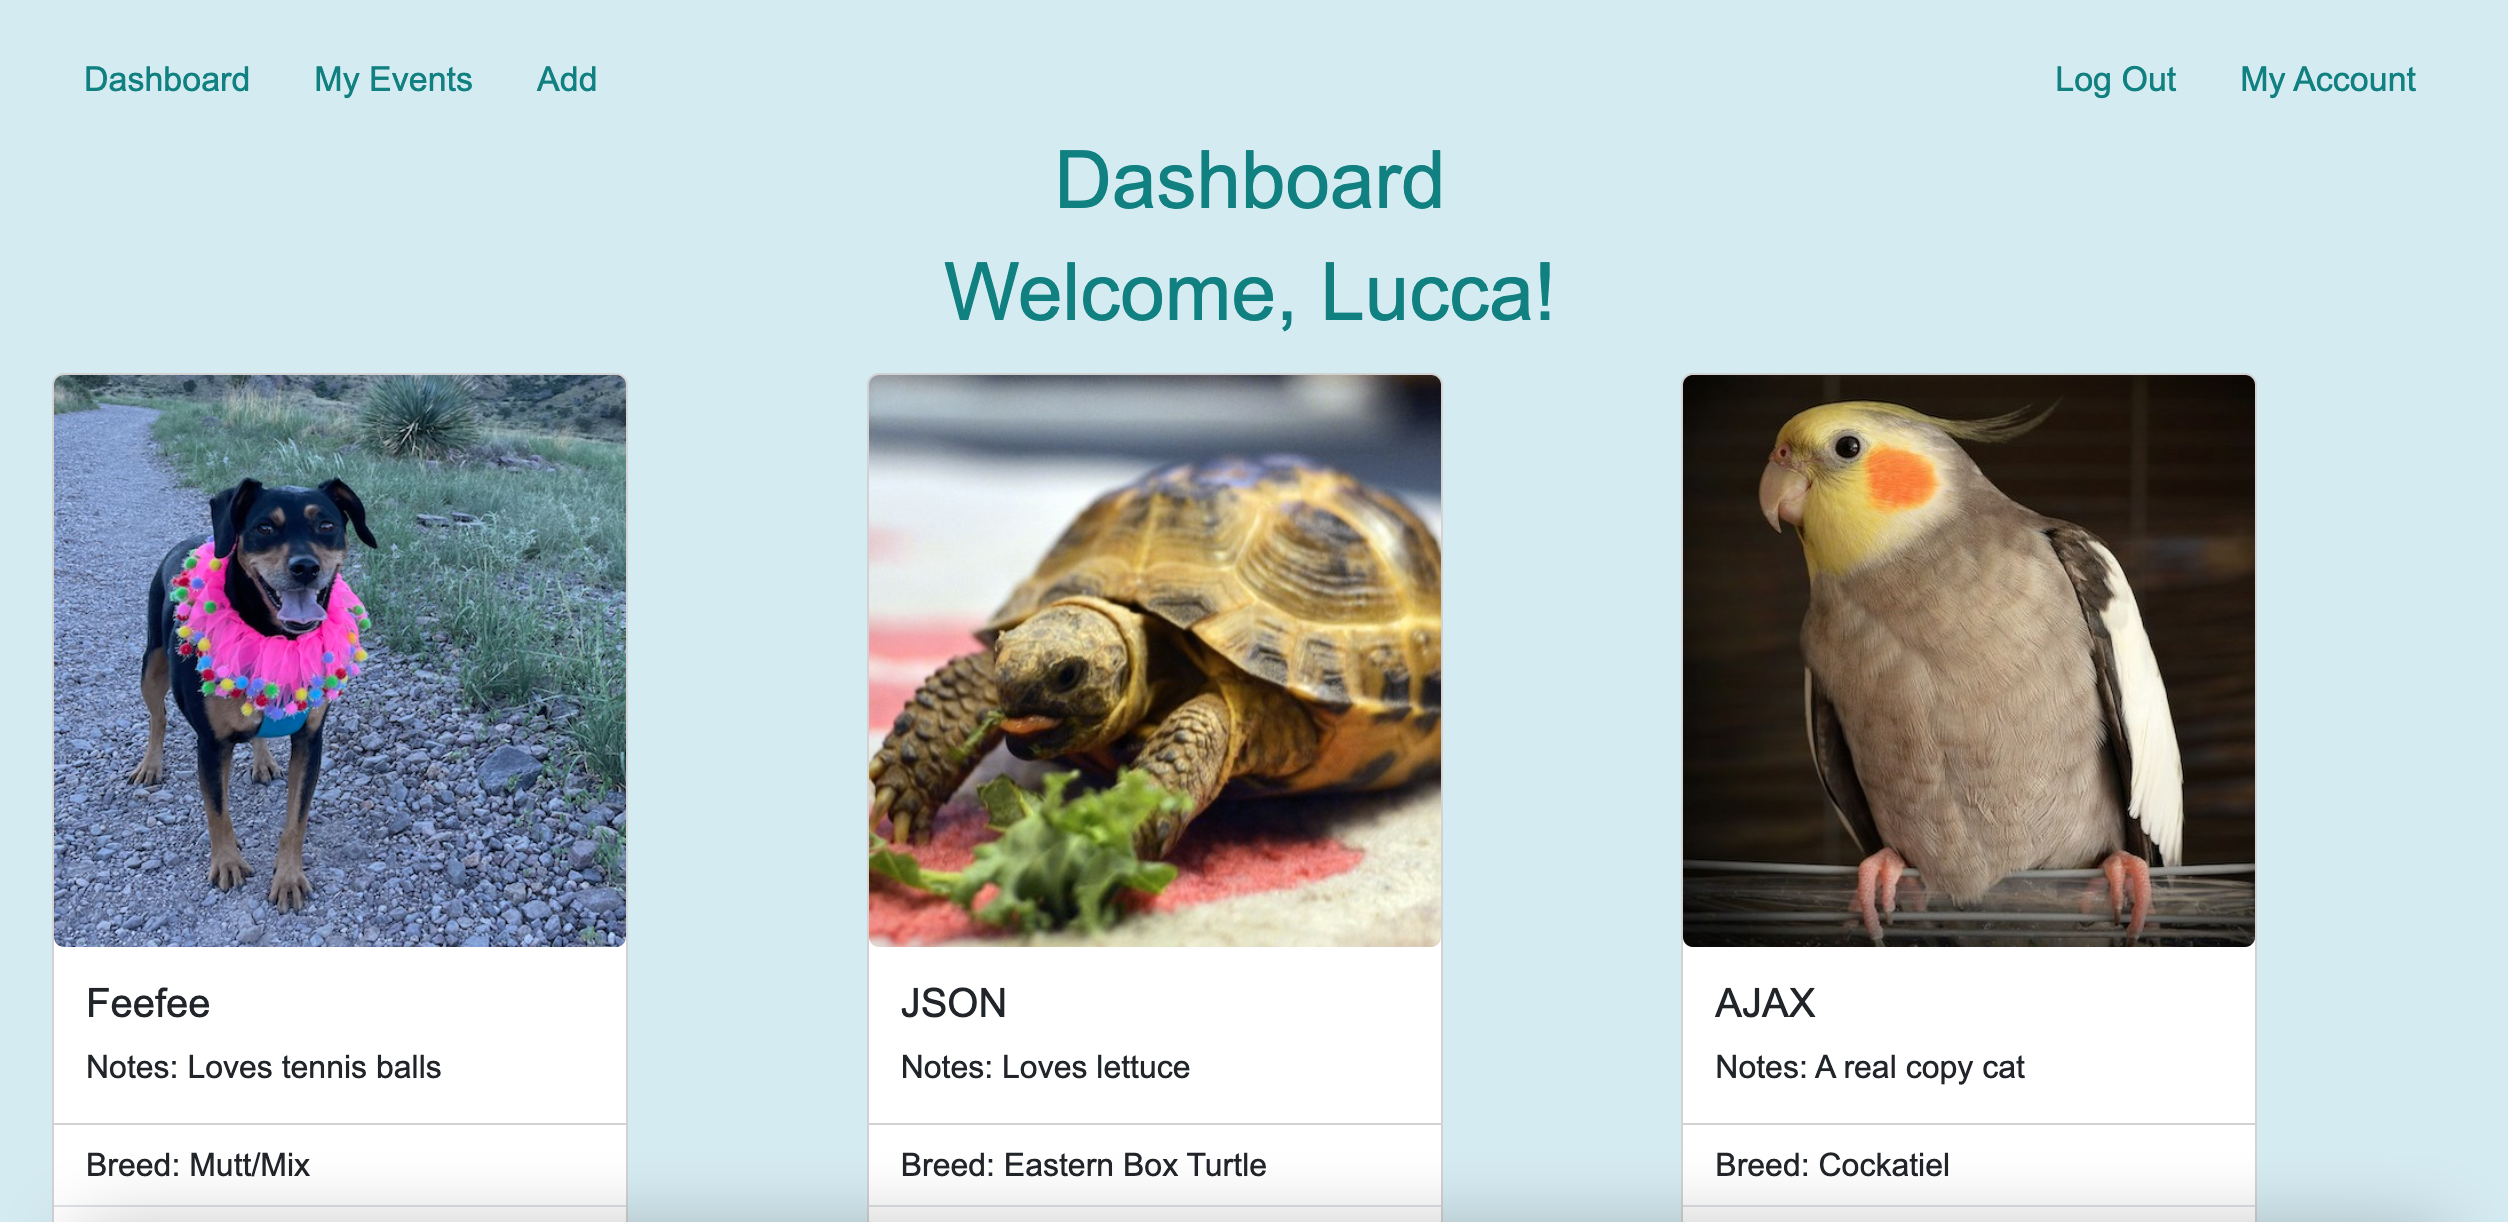 Dashboard My Events Add Log Out My Account
Dashboard
Welcome, Lucca!
Feefee
Notes: Loves tennis balls
Breed: Mutt/Mix
JSON
Notes: Loves lettuce
Breed: Eastern Box Turtle
AJAX
Notes: A real copy cat
Breed: Cockatiel